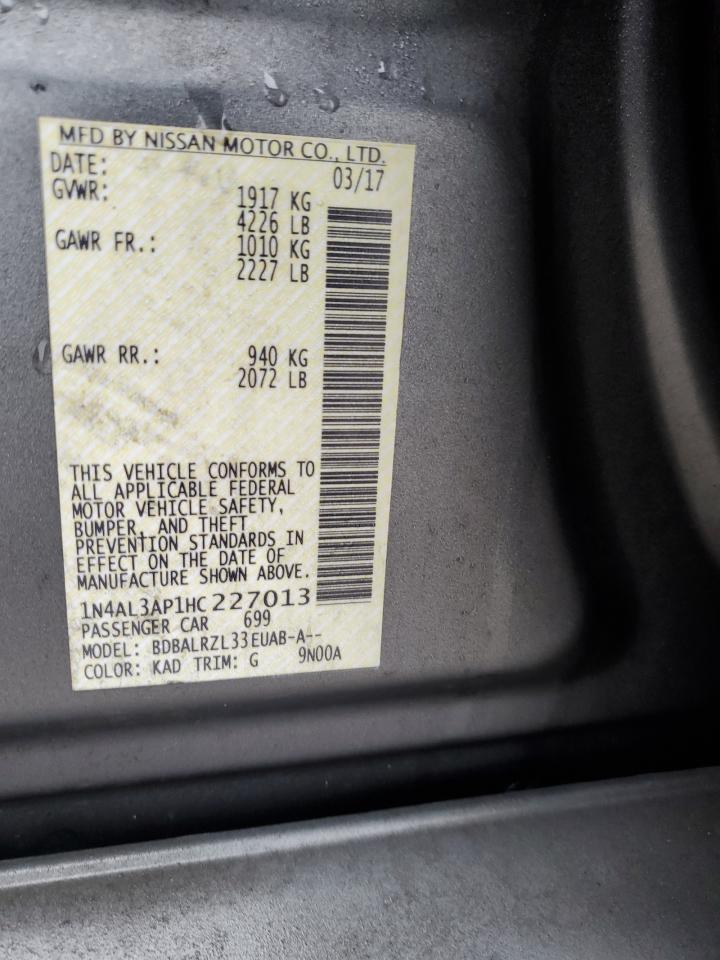 MFD BY NISSAN MOTOR CO., LTD.
DATE: 03/17
GVWR: 1917 KG
4226 LB
GAWR FR.: 1010 KG
2227 LB
GAWR RR.: 940 KG
2072 LB
THIS VEHICLE CONFORMS TO
ALL APPLICABLE FEDERAL
MOTOR VEHICLE SAFETY,
BUMPER, AND THEFT
PREVENTION STANDARDS IN
EFFECT ON THE DATE OF
MANUFACTURE SHOWN ABOVE.
1N4AL3AP1HC227013
PASSENGER CAR 699
MODEL: BDBALRZL33EUAB-A--
COLOR: KAD TRIM: G 9N00A